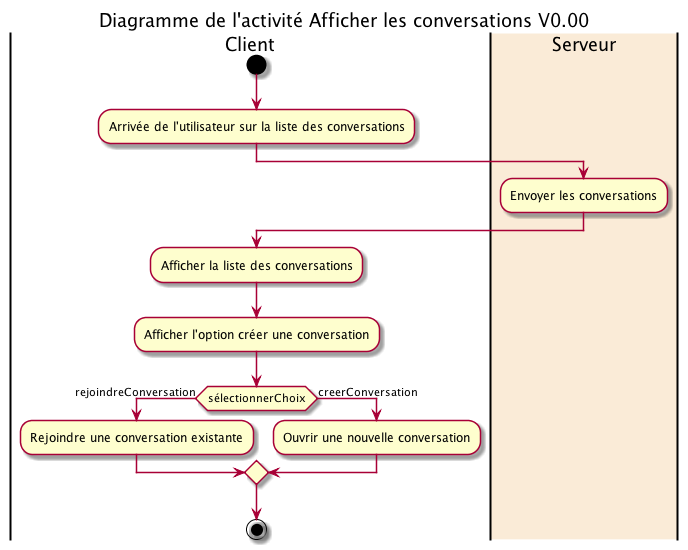 Diagramme de l'activité Afficher les conversations V0.00
Client
Serveur
Arrivée de l'utilisateur sur la liste des conversations
Envoyer les conversations
Afficher la liste des conversations
Afficher l'option créer une conversation
rejoindreConversation
sélectionnerChoix
creerConversation
Rejoindre une conversation existante
Ouvrir une nouvelle conversation